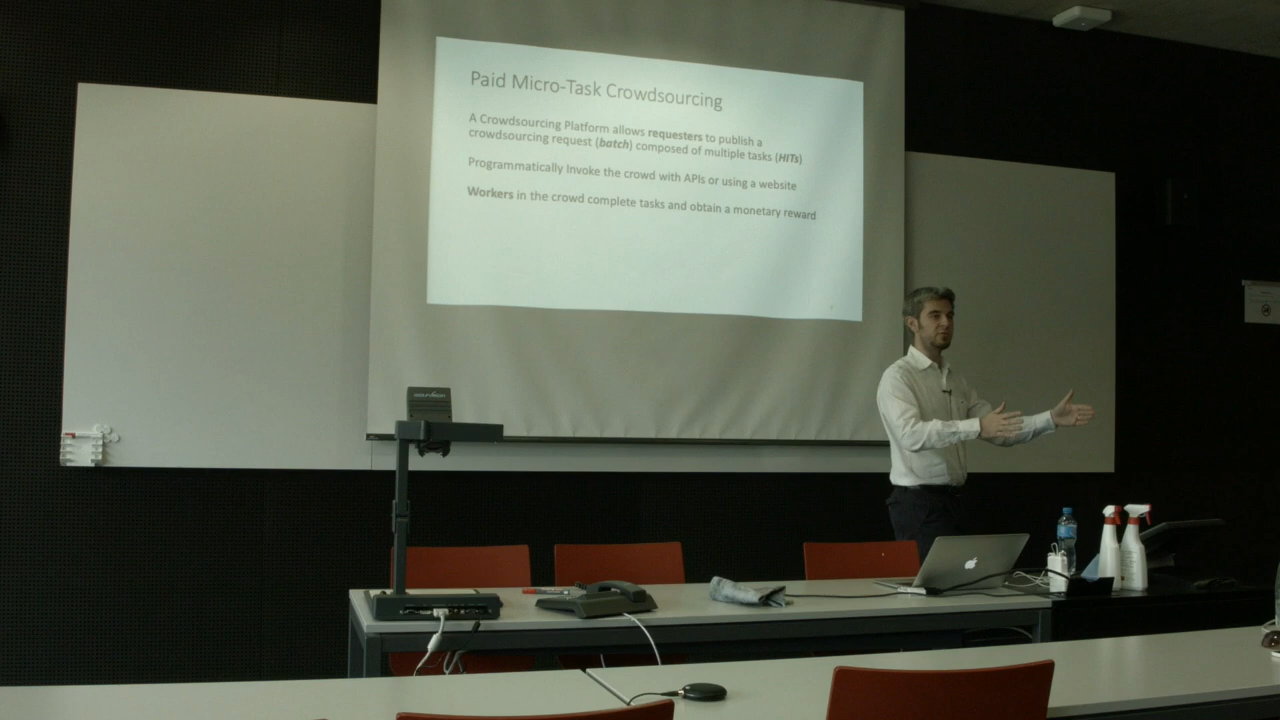 Paid Micro-Task Crowdsourcing
A Crowdsourcing Platform allows requesters to publish a
crowdsourcing request (batch) composed of multiple tasks (HITs)
Programmatically Invoke the crowd with APIs or using a website
Workers in the crowd complete tasks and obtain a monetary reward